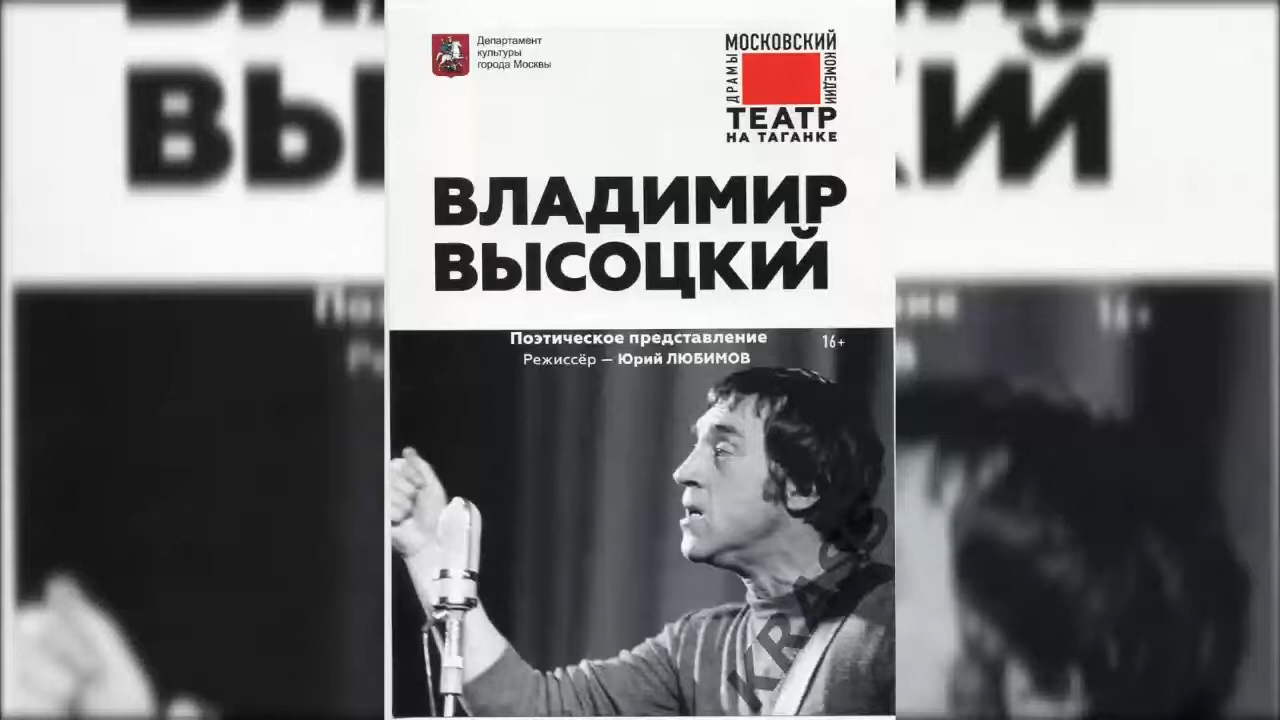 Департамент
культуры
города Москвы
МОСКОВСКИЙ
ДРАМЫ
КОМЕДИИ
ТЕАТР
НА ТАГАНКЕ
ВЛАДИМИР
ВЫСОЦКИЙ
Поэтическое представление
16+
Режиссёр — Юрий ЛЮБИМОВ